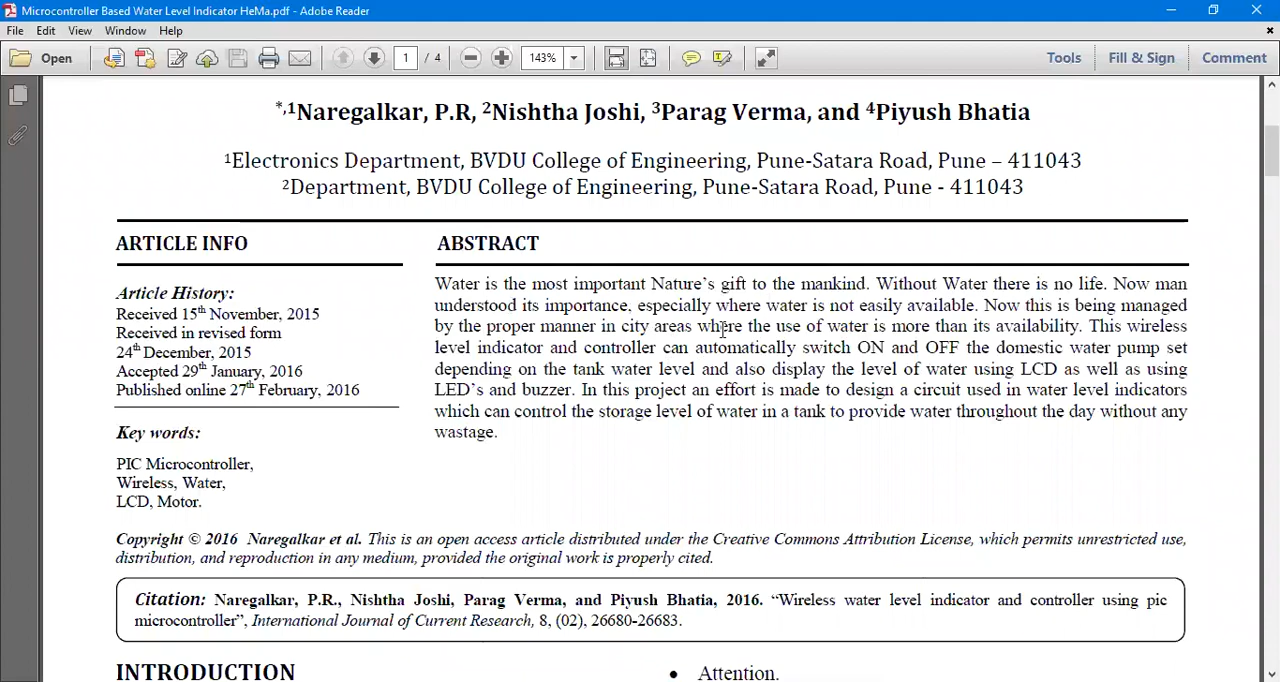 Microcontroller Based Water Level Indicator HeMa.pdf - Adobe Reader
File Edit View Window Help
Open 1 / 4 143% Tools Fill & Sign Comment
*,1Naregalkar, P.R, 2Nishtha Joshi, 3Parag Verma, and 4Piyush Bhatia
1Electronics Department, BVDU College of Engineering, Pune-Satara Road, Pune – 411043
2Department, BVDU College of Engineering, Pune-Satara Road, Pune - 411043
ARTICLE INFO
Article History:
Received 15th November, 2015
Received in revised form
24th December, 2015
Accepted 29th January, 2016
Published online 27th February, 2016
Key words:
PIC Microcontroller,
Wireless, Water,
LCD, Motor.
ABSTRACT
Water is the most important Nature's gift to the mankind. Without Water there is no life. Now man
understood its importance, especially where water is not easily available. Now this is being managed
by the proper manner in city areas where the use of water is more than its availability. This wireless
level indicator and controller can automatically switch ON and OFF the domestic water pump set
depending on the tank water level and also display the level of water using LCD as well as using
LED's and buzzer. In this project an effort is made to design a circuit used in water level indicators
which can control the storage level of water in a tank to provide water throughout the day without any
wastage.
Copyright © 2016 Naregalkar et al. This is an open access article distributed under the Creative Commons Attribution License, which permits unrestricted use,
distribution, and reproduction in any medium, provided the original work is properly cited.
Citation: Naregalkar, P.R., Nishtha Joshi, Parag Verma, and Piyush Bhatia, 2016. “Wireless water level indicator and controller using pic
microcontroller”, International Journal of Current Research, 8, (02), 26680-26683.
INTRODUCTION
• Attention.